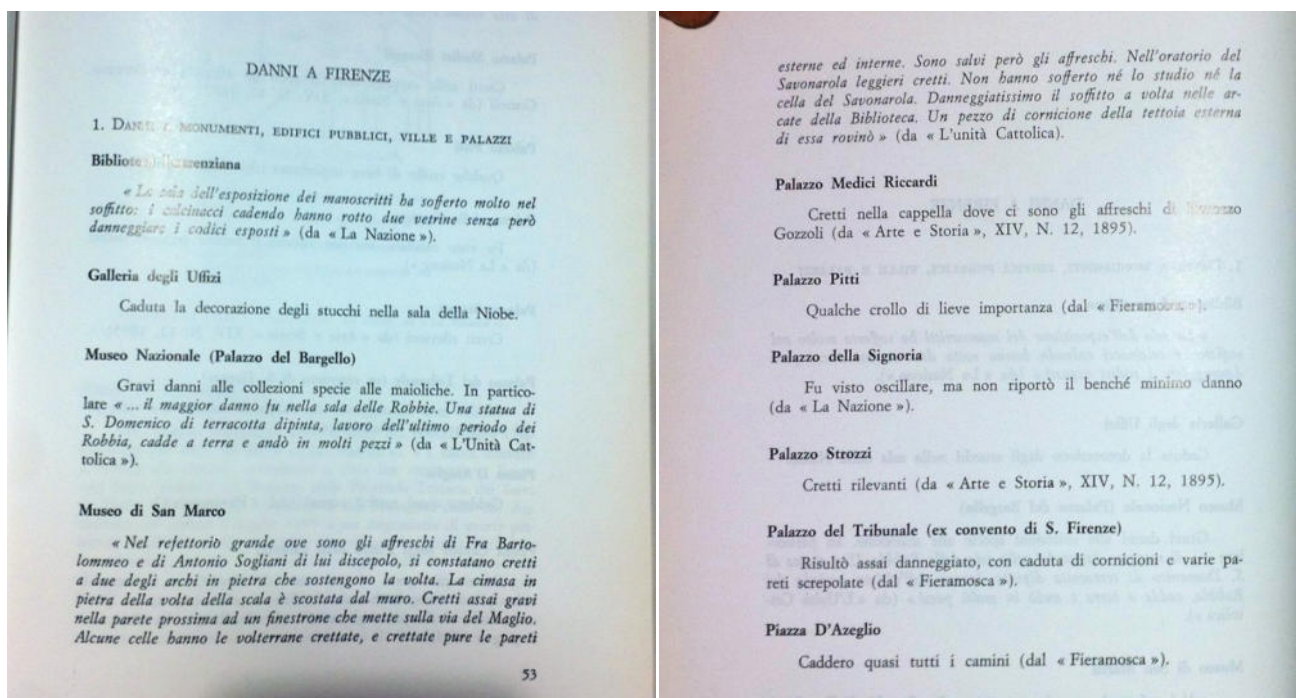 DANNI A FIRENZE
1. DANNI A MONUMENTI, EDIFICI PUBBLICI, VILLE E PALAZZI
Biblioteca Laurenziana
« La sala dell'esposizione dei manoscritti ha sofferto molto nel
soffitto: i calcinacci cadendo hanno rotto due vetrine senza però
danneggiare i codici esposti » (da « La Nazione »).
Galleria degli Uffizi
Caduta la decorazione degli stucchi nella sala della Niobe.
Museo Nazionale (Palazzo del Bargello)
Gravi danni alle collezioni specie alle maioliche. In partico-
lare « ... il maggior danno fu nella sala delle Robbie. Una statua di
S. Domenico di terracotta dipinta, lavoro dell'ultimo periodo dei
Robbia, cadde a terra e andò in molti pezzi » (da « L'Unità Cat-
tolica »).
Museo di San Marco
« Nel refettorio grande ove sono gli affreschi di Fra Barto-
lommeo e di Antonio Sogliani di lui discepolo, si constatano cretti
a due degli archi in pietra che sostengono la volta. La cimasa in
pietra della volta della scala è scostata dal muro. Cretti assai gravi
nella parete prossima ad un finestrone che mette sulla via del Maglio.
Alcune celle hanno le volterrane crettate, e crettate pure le pareti
53
esterne ed interne. Sono salvi però gli affreschi. Nell'oratorio del
Savonarola leggieri cretti. Non hanno sofferto né lo studio né la
cella del Savonarola. Danneggiatissimo il soffitto a volta nelle ar-
cate della Biblioteca. Un pezzo di cornicione della tettoia esterna
di essa rovinò » (da « L'unità Cattolica).
Palazzo Medici Riccardi
Cretti nella cappella dove ci sono gli affreschi di Benozzo
Gozzoli (da « Arte e Storia », XIV, N. 12, 1895).
Palazzo Pitti
Qualche crollo di lieve importanza (dal « Fieramosca »).
Palazzo della Signoria
Fu visto oscillare, ma non riportò il benché minimo danno
(da « La Nazione »).
Palazzo Strozzi
Cretti rilevanti (da « Arte e Storia », XIV, N. 12, 1895).
Palazzo del Tribunale (ex convento di S. Firenze)
Risultò assai danneggiato, con caduta di cornicioni e varie pa-
reti screpolate (dal « Fieramosca »).
Piazza D'Azeglio
Caddero quasi tutti i camini (dal « Fieramosca »).